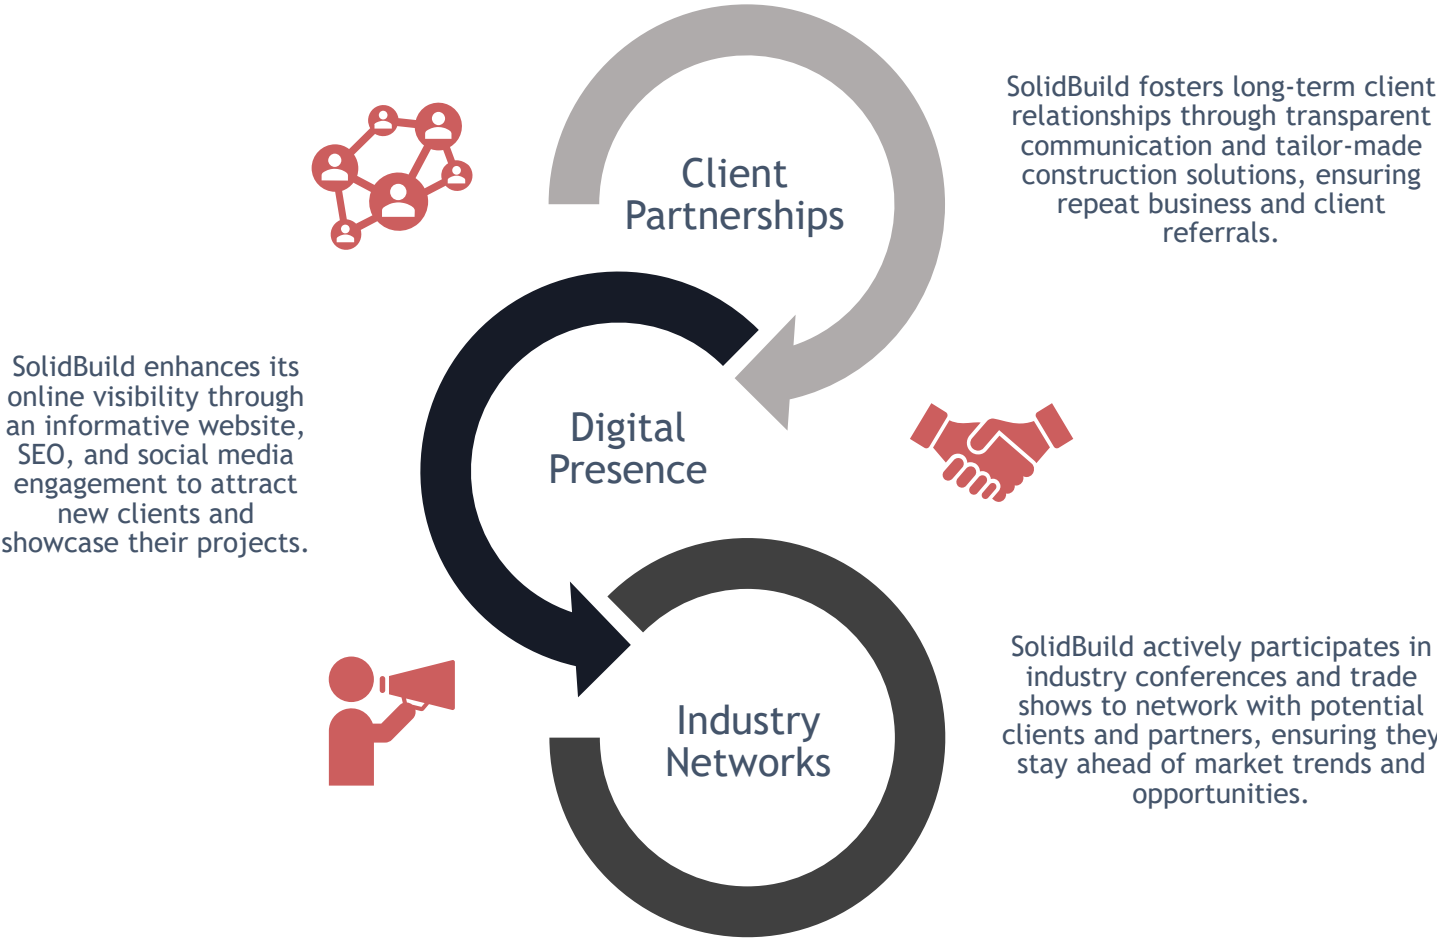 Client
Partnerships
SolidBuild fosters long-term client
relationships through transparent
communication and tailor-made
construction solutions, ensuring
repeat business and client
referrals.
SolidBuild enhances its
online visibility through
an informative website,
SEO, and social media
engagement to attract
new clients and
showcase their projects.
Digital
Presence
Industry
Networks
SolidBuild actively participates in
industry conferences and trade
shows to network with potential
clients and partners, ensuring they
stay ahead of market trends and
opportunities.